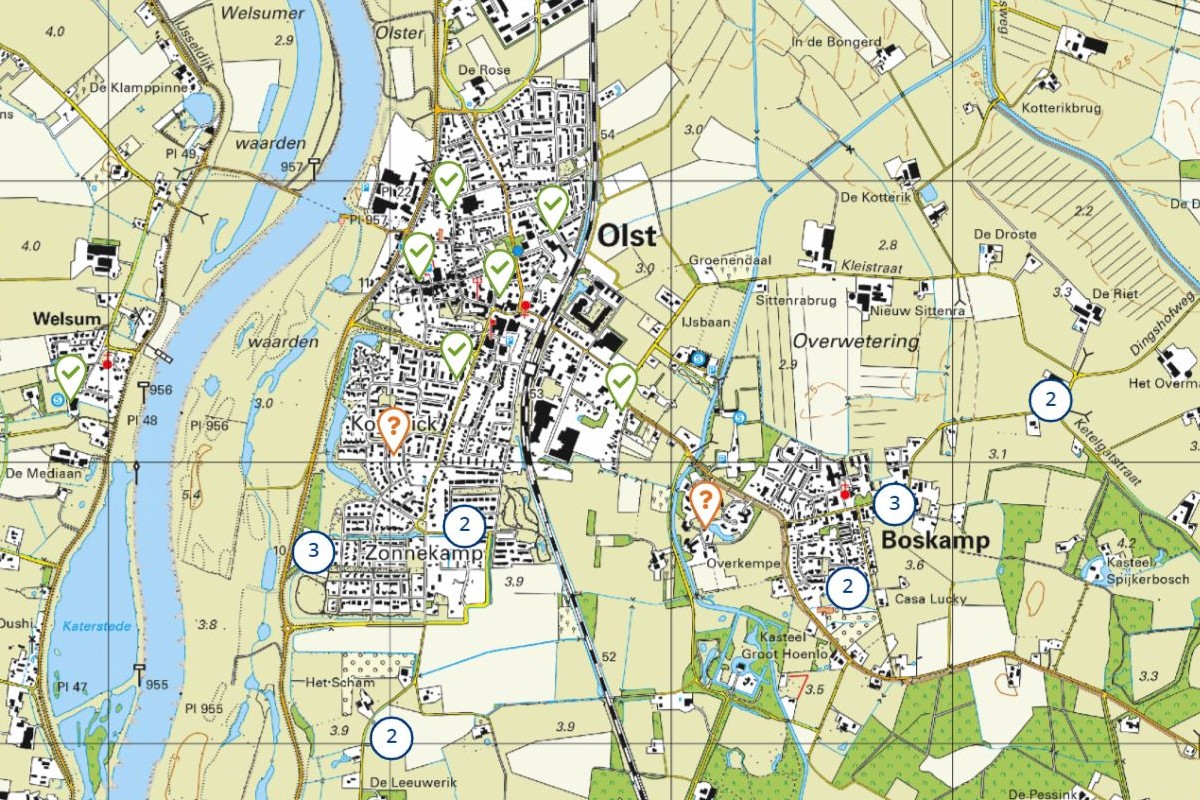 Welsumer
4.0
2.9
IJsseldijk
Olster
De Rose
In de Bongerd
2.5
2.5
De Klamppinne
Kotterikbrug
waarden
54
3.0
Pl 49
957
Pl 22
De Kotterik
2.2
Pl 957
Olst
De Droste
4.0
2.8
Groenendaal
Kleistraat
3.0
11
3.3
De Riet
Sittenrabrug
Nieuw Sittenra
Dingshofweg
Welsum
IJsbaan
waarden
Overwetering
2.9
S
956
53
De Overma
3.0
2.5
2
S
Pl 48
Pl 956
S
?
Ketelgatstraat
3.1
De Mediaan
5.4
?
3
2
3
Zonnekamp
10
Boskamp
4.2
Kasteel
Spijkerbosch
Overkempe
3.6
3.9
2
Casa Lucky
3.8
Katerstede
Kasteel
Groot Hoenlo
52
Het Scham
3.5
3.3
Pl 47
955
Pl 955
3.9
3.9
2
De Leeuwerik
De Pessink